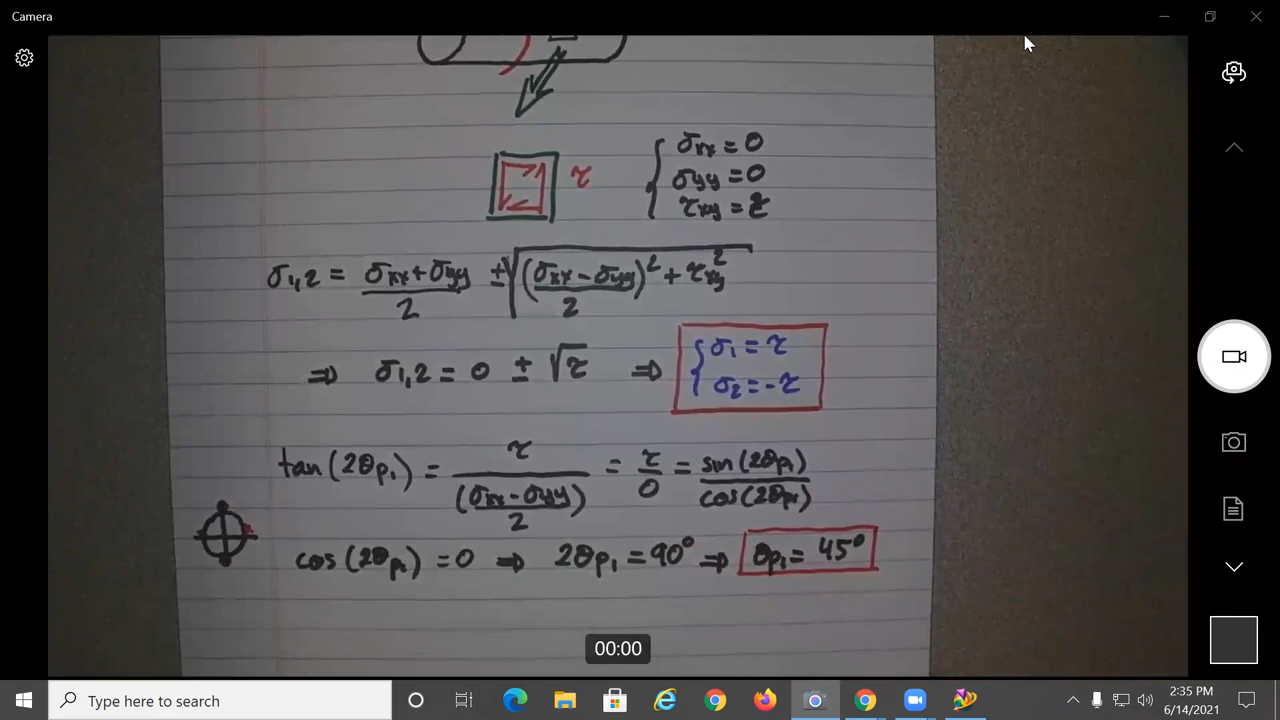 Camera
τ
σxx = 0
σyy = 0
τxy = τ
σ1,2 = (σxx + σyy)/2 ± √((σxx − σyy)/2)² + τxy²
⇒ σ1,2 = 0 ± √τ ⇒ { σ1 = τ
σ2 = −τ
tan(2θp1) = τ/((σxx − σyy)/2) = τ/0 = sin(2θp1)/cos(2θp1)
cos(2θp1) = 0 ⇒ 2θp1 = 90° ⇒ θp1 = 45°
00:00
Type here to search
2:35 PM
6/14/2021